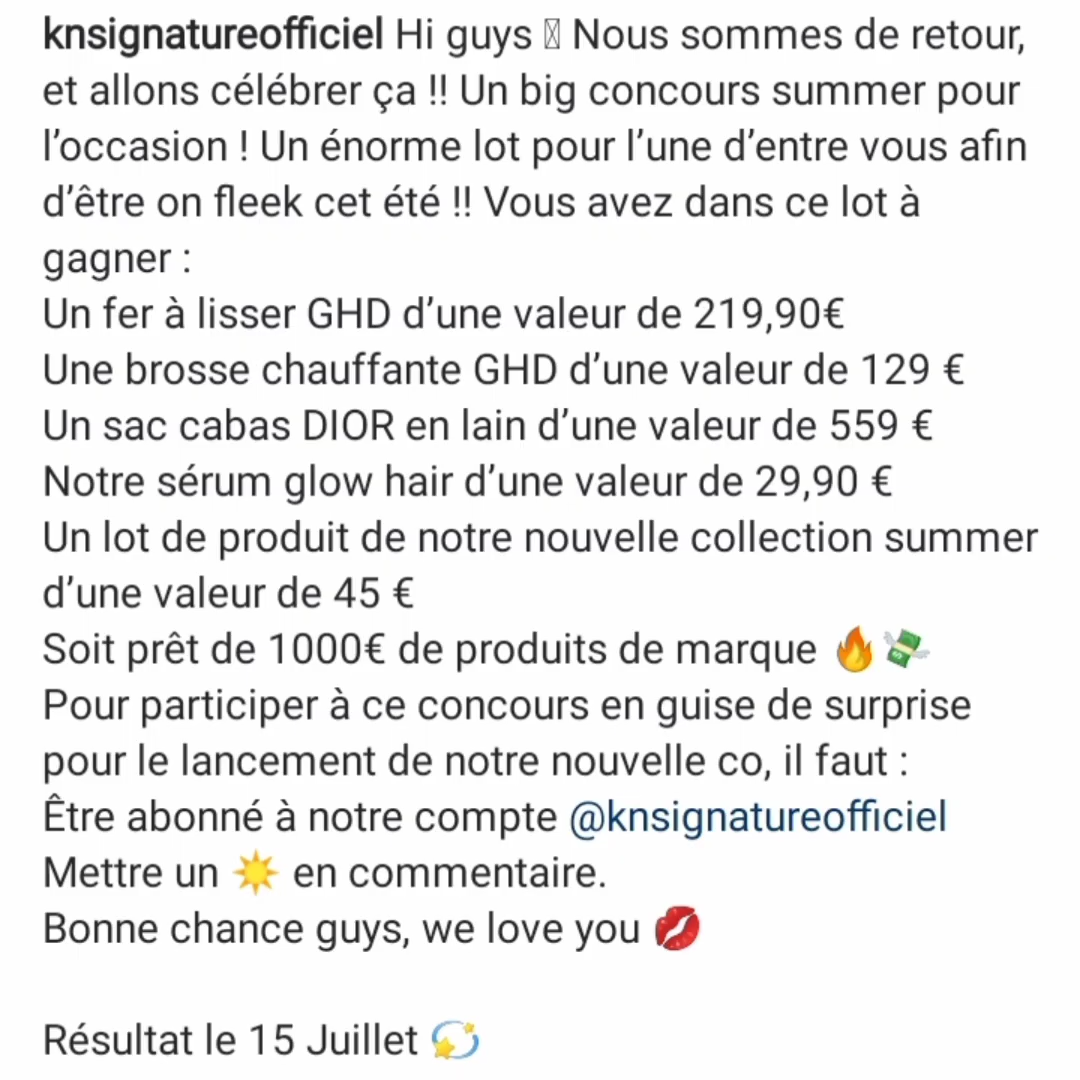 knsignatureofficiel Hi guys Nous sommes de retour,
et allons célébrer ça !! Un big concours summer pour
l’occasion ! Un énorme lot pour l’une d’entre vous afin
d’être on fleek cet été !! Vous avez dans ce lot à
gagner :
Un fer à lisser GHD d’une valeur de 219,90€
Une brosse chauffante GHD d’une valeur de 129 €
Un sac cabas DIOR en lain d’une valeur de 559 €
Notre sérum glow hair d’une valeur de 29,90 €
Un lot de produit de notre nouvelle collection summer
d’une valeur de 45 €
Soit prêt de 1000€ de produits de marque 🔥💸
Pour participer à ce concours en guise de surprise
pour le lancement de notre nouvelle co, il faut :
Être abonné à notre compte @knsignatureofficiel
Mettre un ☀️ en commentaire.
Bonne chance guys, we love you 💋
Résultat le 15 Juillet 💫